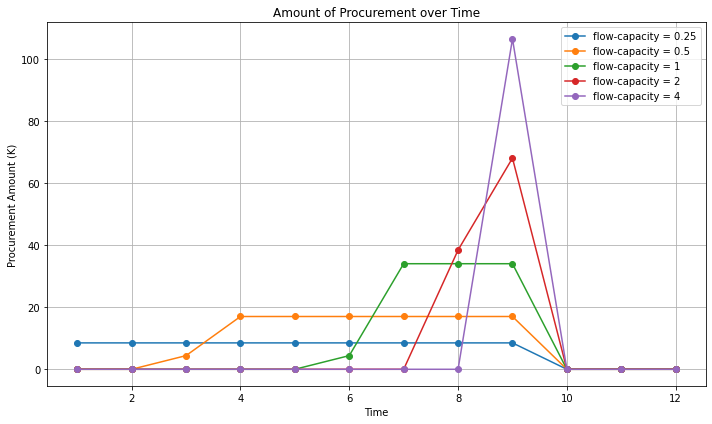 Amount of Procurement over Time
flow-capacity = 0.25
flow-capacity = 0.5
flow-capacity = 1
flow-capacity = 2
flow-capacity = 4
Procurement Amount (K)
100
80
60
40
20
0
2 4 6 8 10 12
Time